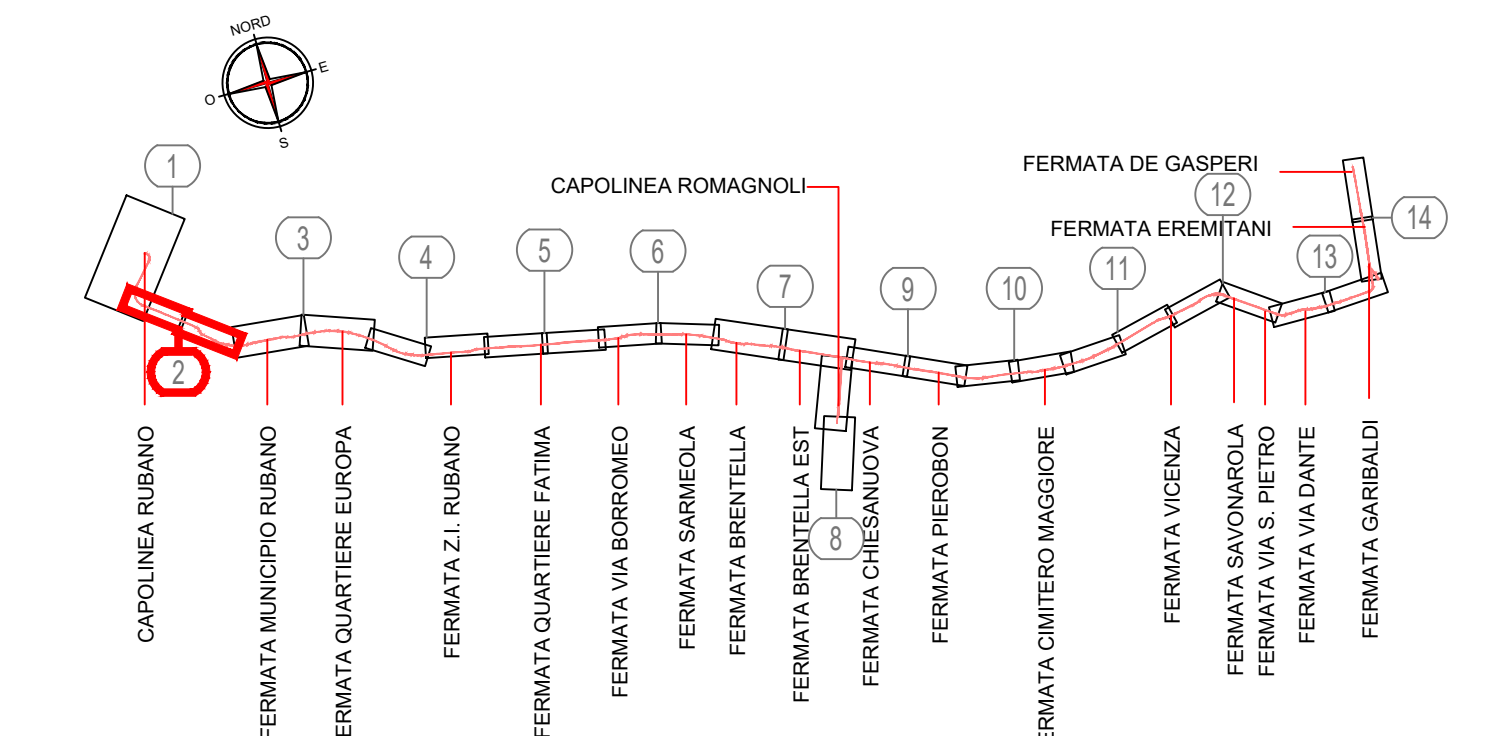 NORD
E
O
S
1
CAPOLINEA ROMAGNOLI
FERMATA DE GASPERI
12
FERMATA EREMITANI
14
3
4
5
6
7
9
10
11
13
2
8
CAPOLINEA RUBANO
FERMATA MUNICIPIO RUBANO
ERMATA QUARTIERE EUROPA
FERMATA Z.I. RUBANO
FERMATA QUARTIERE FATIMA
FERMATA VIA BORROMEO
FERMATA SARMEOLA
FERMATA BRENTELLA
FERMATA BRENTELLA EST
FERMATA CHIESANUOVA
FERMATA PIEROBON
ERMATA CIMITERO MAGGIORE
FERMATA VICENZA
FERMATA SAVONAROLA
FERMATA VIA S. PIETRO
FERMATA VIA DANTE
FERMATA GARIBALDI